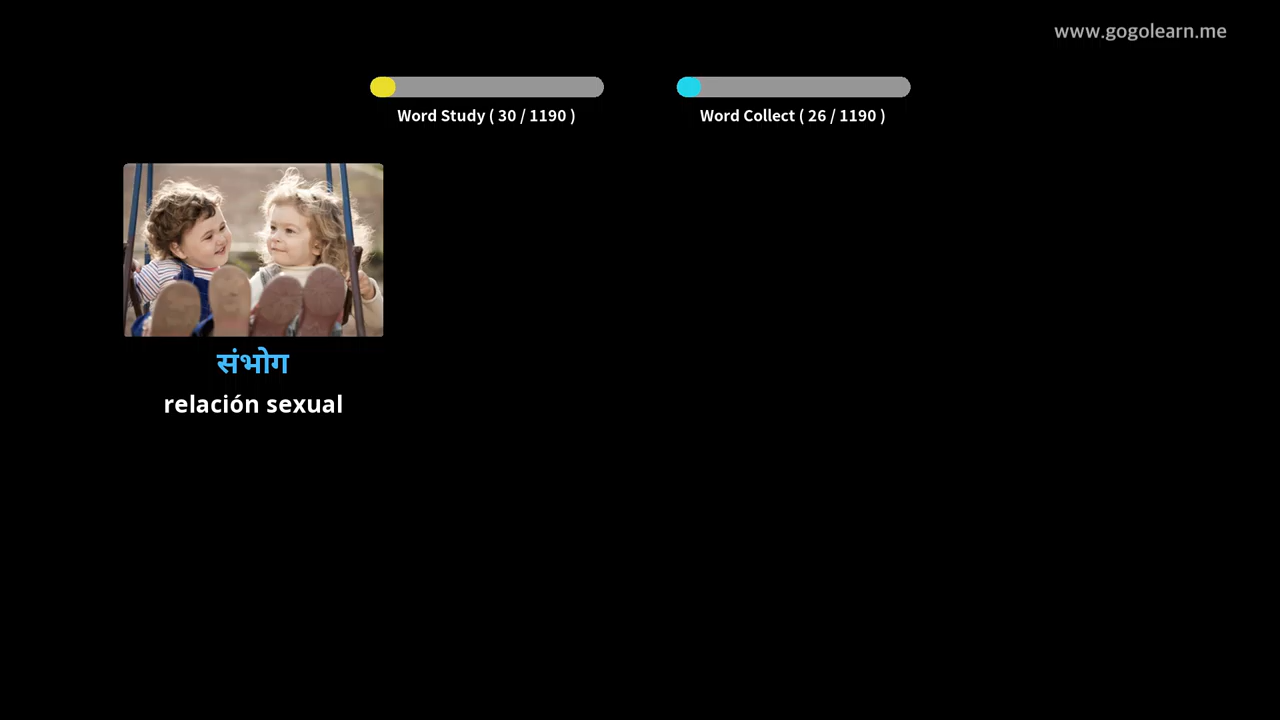 www.gogolearn.me
Word Study ( 30 / 1190 )
Word Collect ( 26 / 1190 )
संभोग
relación sexual